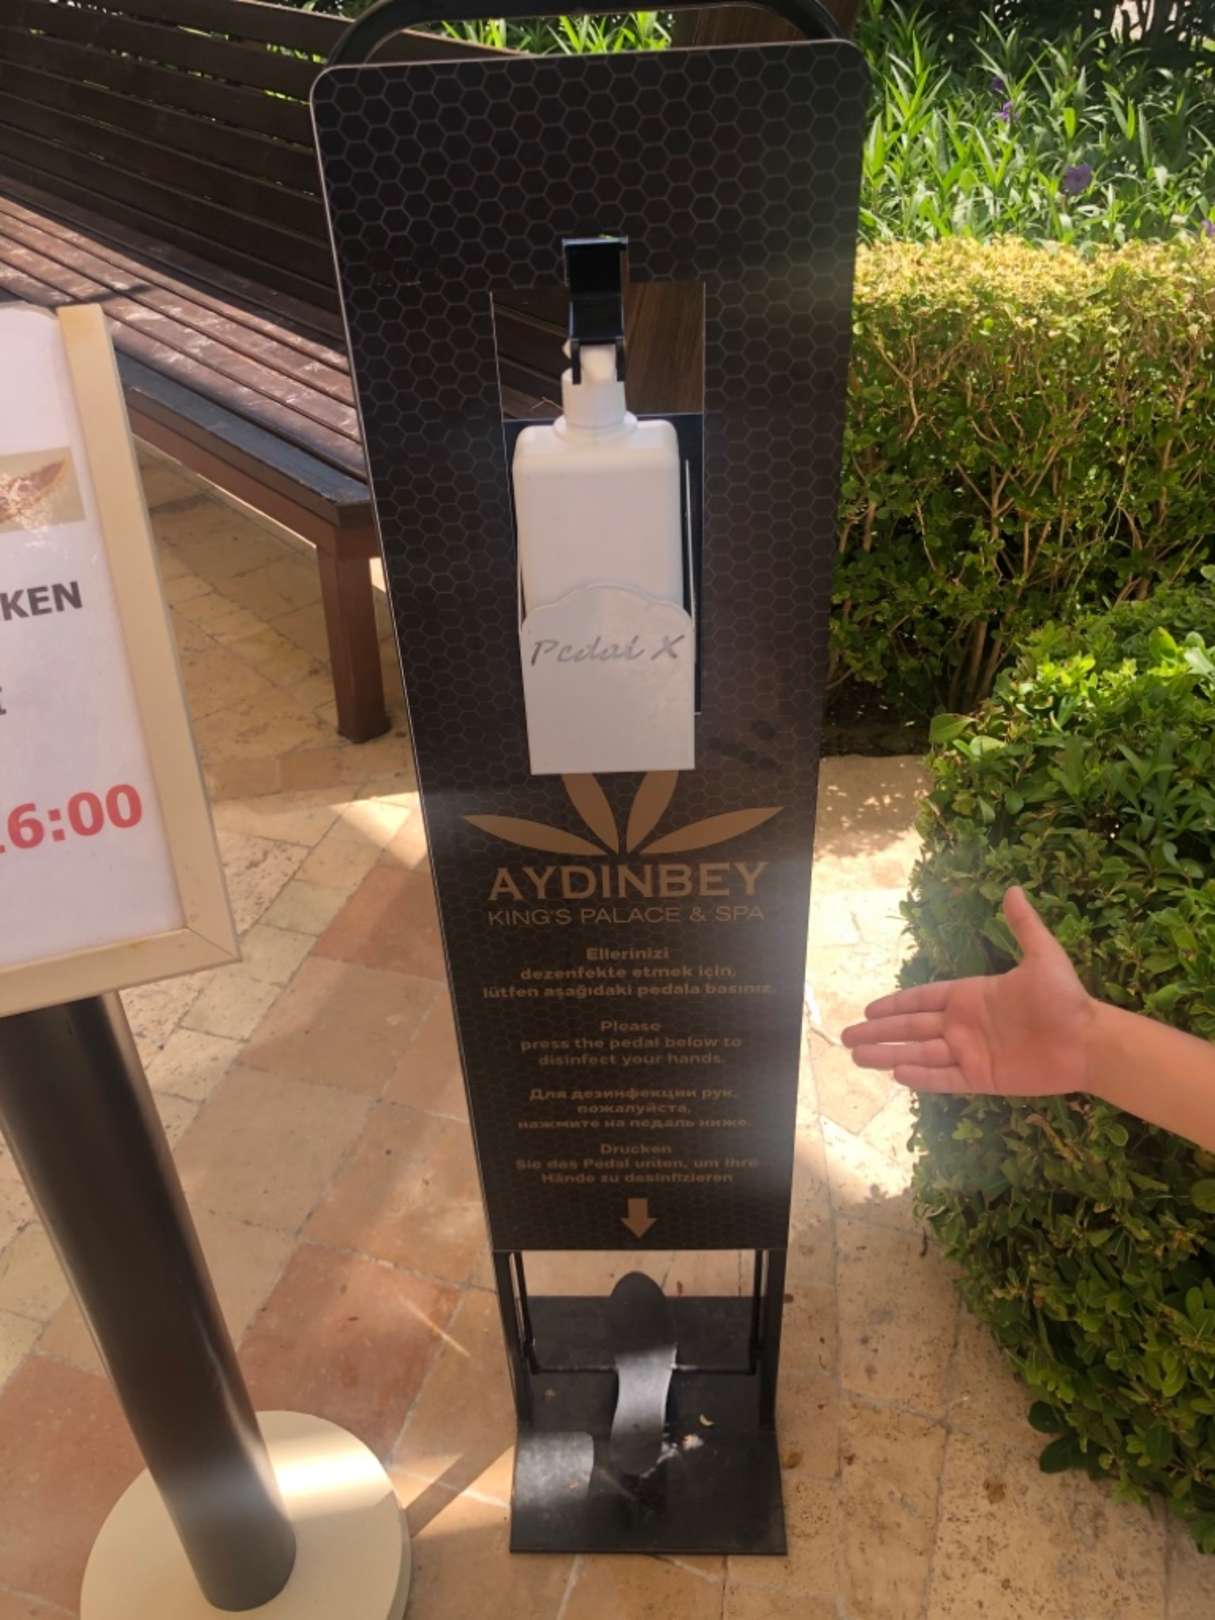 KEN
16:00
Pedal X
AYDINBEY
KING'S PALACE & SPA
Ellerinizi
dezenfekte etmek için,
lütfen aşağıdaki pedala basınız.
Please
press the pedal below to
disinfect your hands.
Для дезинфекции рук,
пожалуйста,
нажмите на педаль ниже.
Drucken
Sie das Pedal unten, um Ihre
Hände zu desinfizieren